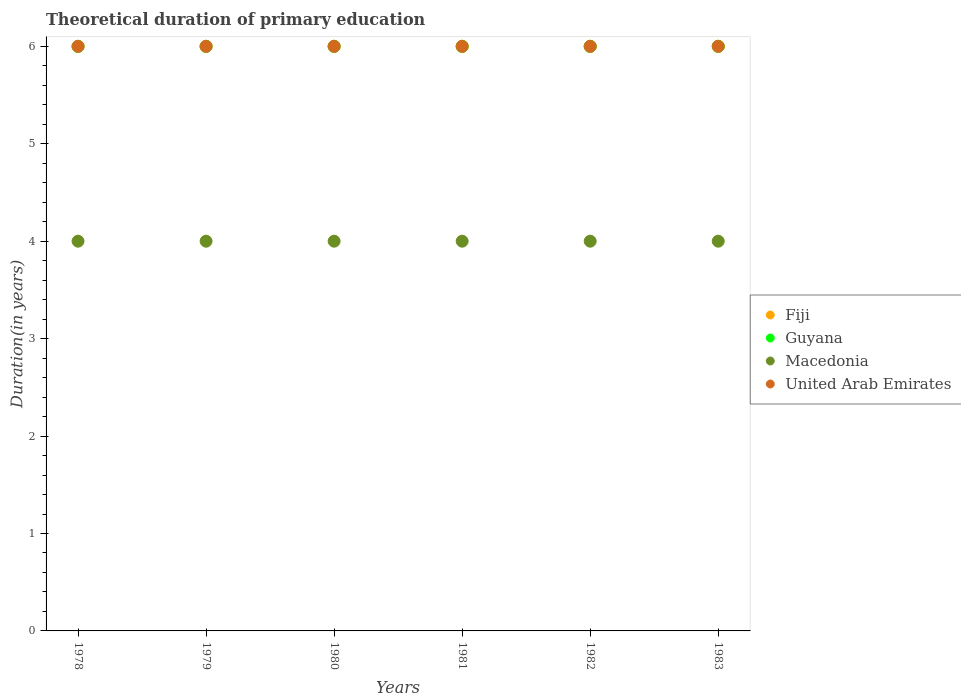 Theoretical duration of primary education
Duration(in years)
6
5
4
3
2
1
0
1978
1979
1980
1981
1982
1983
Years
Fiji
Guyana
Macedonia
United Arab Emirates